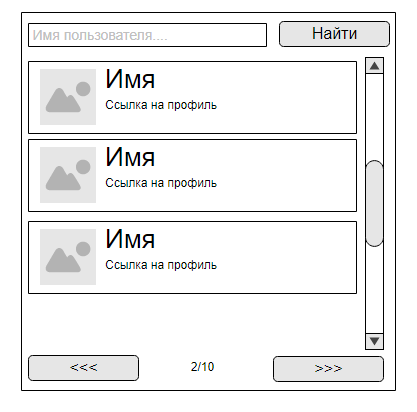 Имя пользователя....
Найти
Имя
Ссылка на профиль
Имя
Ссылка на профиль
Имя
Ссылка на профиль
<<<
2/10
>>>